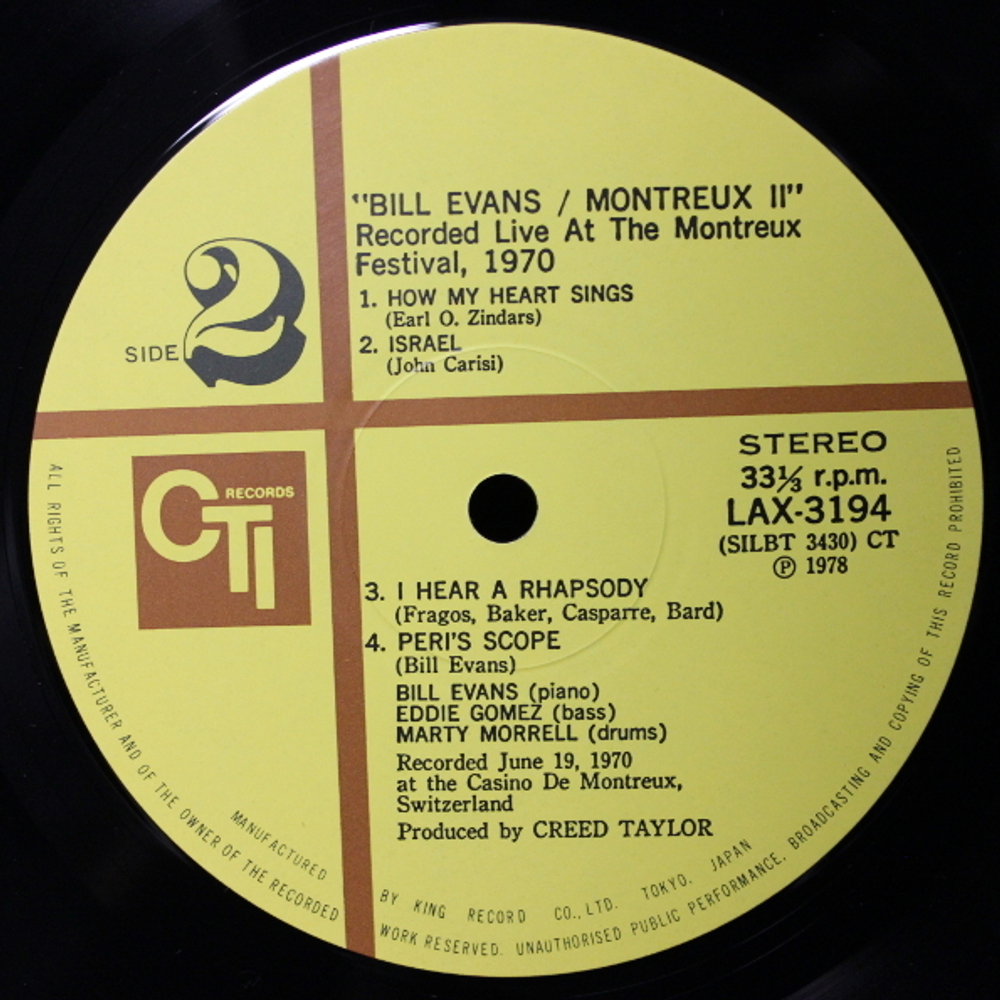 "BILL EVANS / MONTREUX II"
Recorded Live At The Montreux
Festival, 1970
1. HOW MY HEART SINGS
(Earl O. Zindars)
2. ISRAEL
(John Carisi)
SIDE 2
CTI RECORDS
STEREO
33⅓ r.p.m.
LAX-3194
(SILBT 3430) CT
Ⓟ 1978
3. I HEAR A RHAPSODY
(Fragos, Baker, Casparre, Bard)
4. PERI'S SCOPE
(Bill Evans)
BILL EVANS (piano)
EDDIE GOMEZ (bass)
MARTY MORRELL (drums)
Recorded June 19, 1970
at the Casino De Montreux,
Switzerland
Produced by CREED TAYLOR
MANUFACTURED BY KING RECORD CO., LTD. TOKYO. JAPAN
ALL RIGHTS OF THE MANUFACTURER AND OF THE OWNER OF THE RECORDED WORK RESERVED. UNAUTHORISED PUBLIC PERFORMANCE. BROADCASTING AND COPYING OF THIS RECORD PROHIBITED